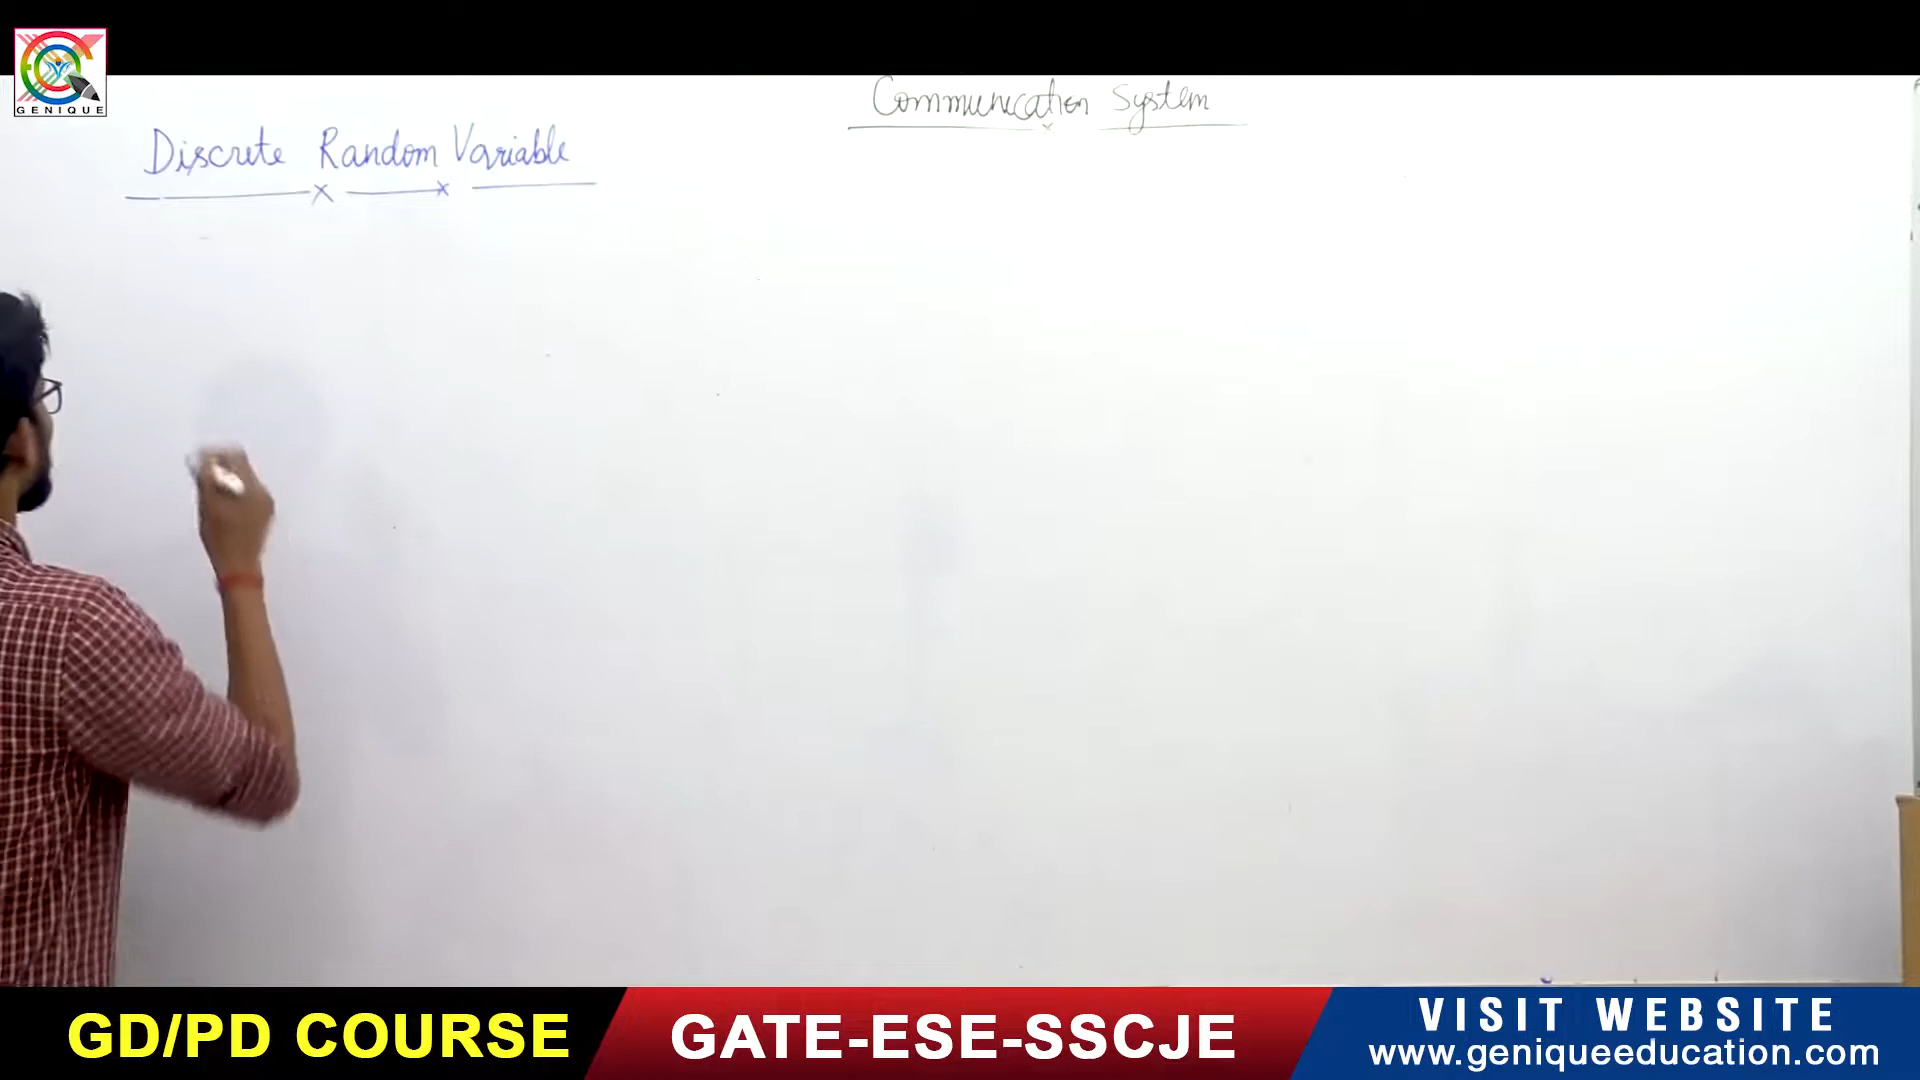 GENIQUE
Communication System
Discrete Random Variable
GD/PD COURSE
GATE-ESE-SSCJE
VISIT WEBSITE
www.geniqueeducation.com